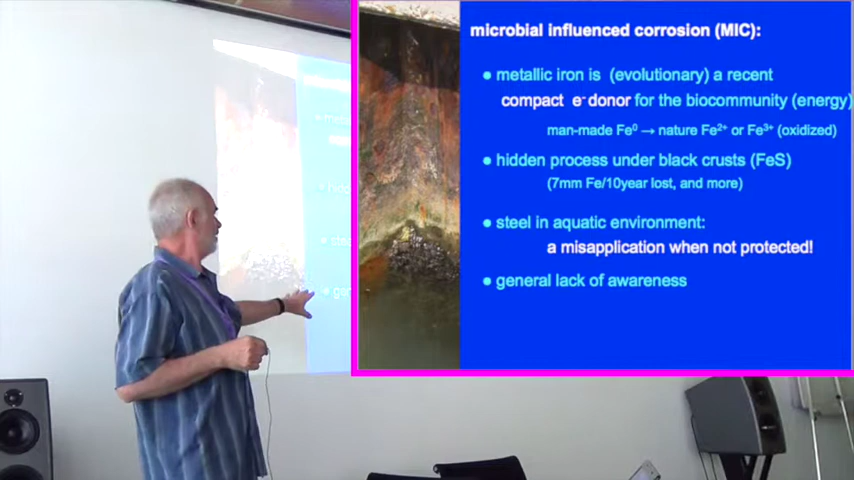 microbial influenced corrosion (MIC):
● metallic iron is (evolutionary) a recent
compact e⁻donor for the biocommunity (energy)
man-made Fe⁰ → nature Fe²⁺ or Fe³⁺ (oxidized)
● hidden process under black crusts (FeS)
(7mm Fe/10year lost, and more)
● steel in aquatic environment:
a misapplication when not protected!
● general lack of awareness